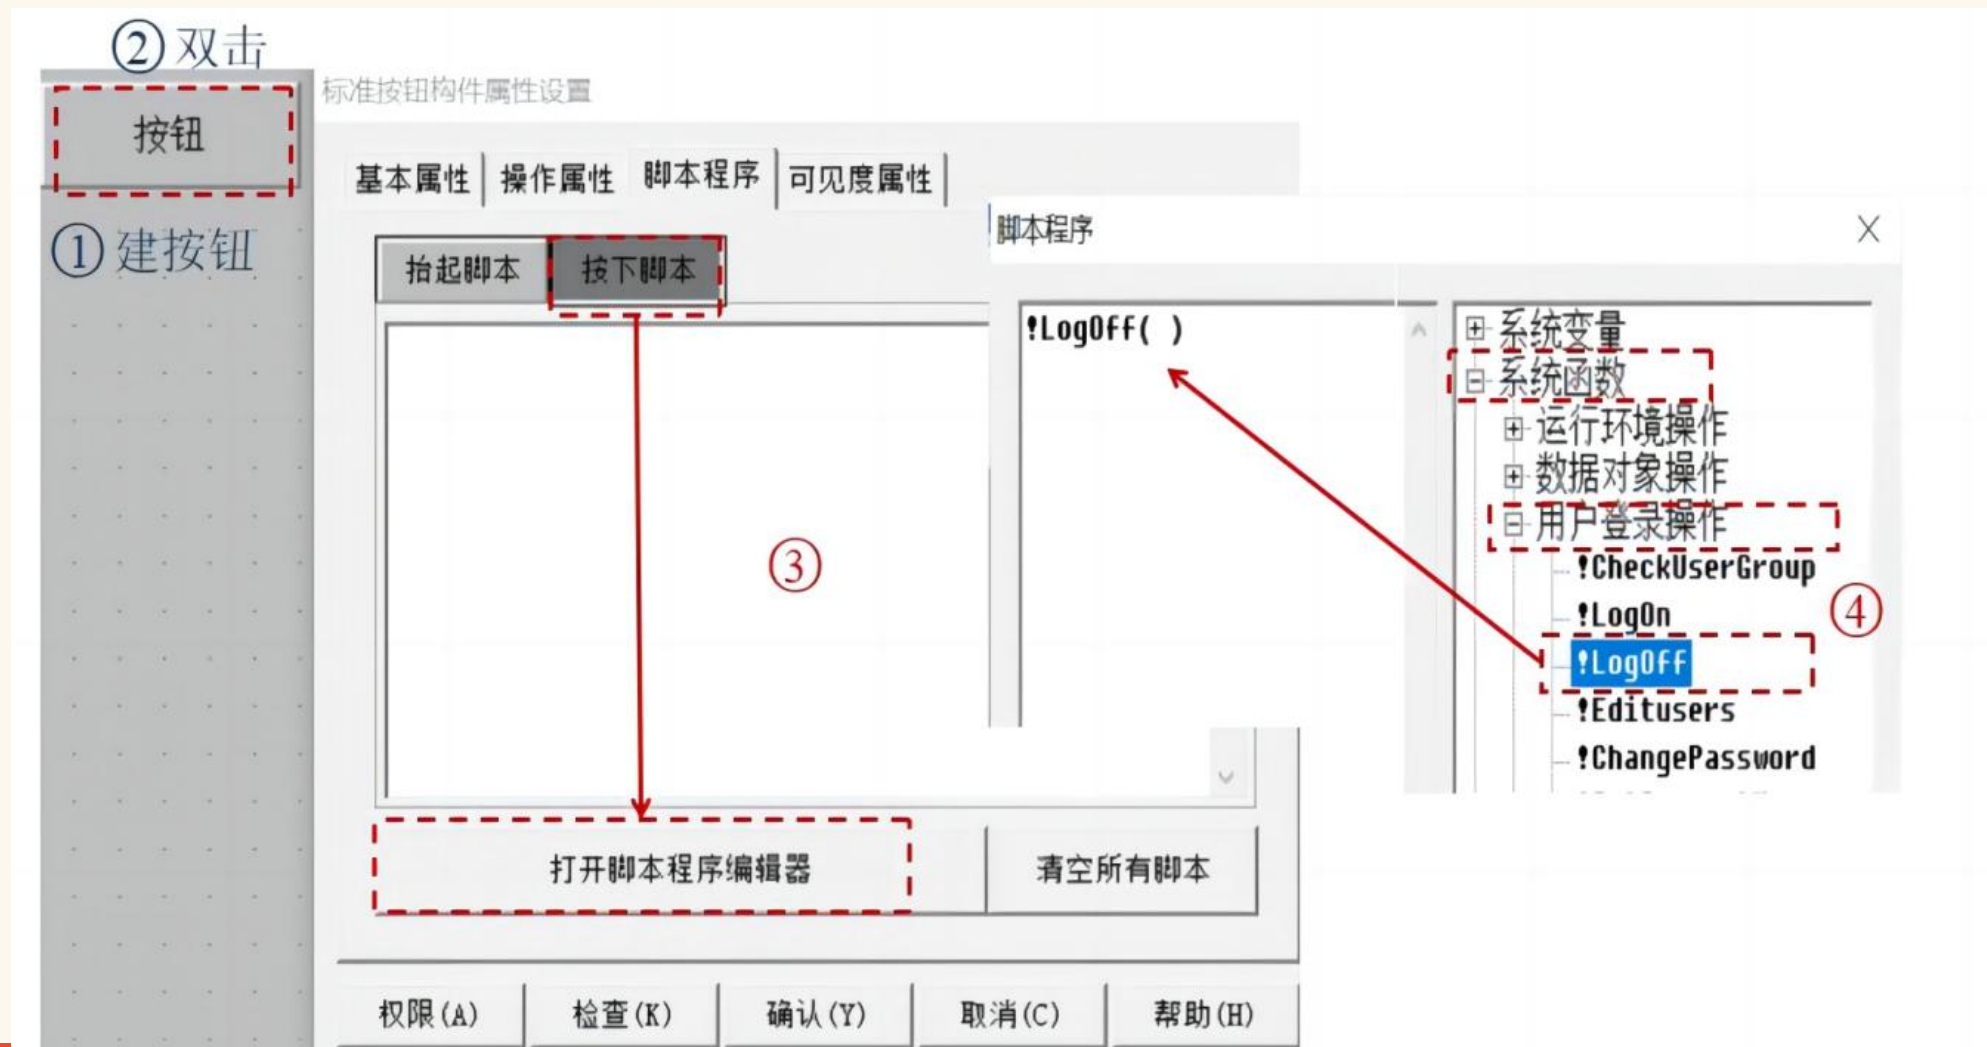 ②双击
按钮
①建按钮
标准按钮构件属性设置
基本属性 操作属性 脚本程序 可见度属性
抬起脚本 按下脚本
③
打开脚本程序编辑器 清空所有脚本
权限(A) 检查(K) 确认(Y) 取消(C) 帮助(H)
脚本程序
!LogOff( )
系统变量
系统函数
运行环境操作
数据对象操作
用户登录操作
!CheckUserGroup
!LogOn
④
!LogOff
!Editusers
!ChangePassword